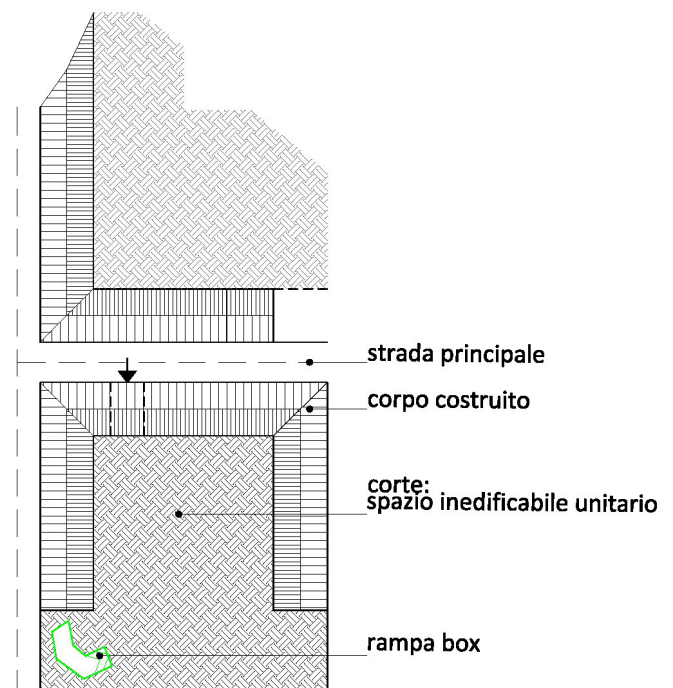 strada principale
corpo costruito
corte:
spazio inedificabile unitario
rampa box